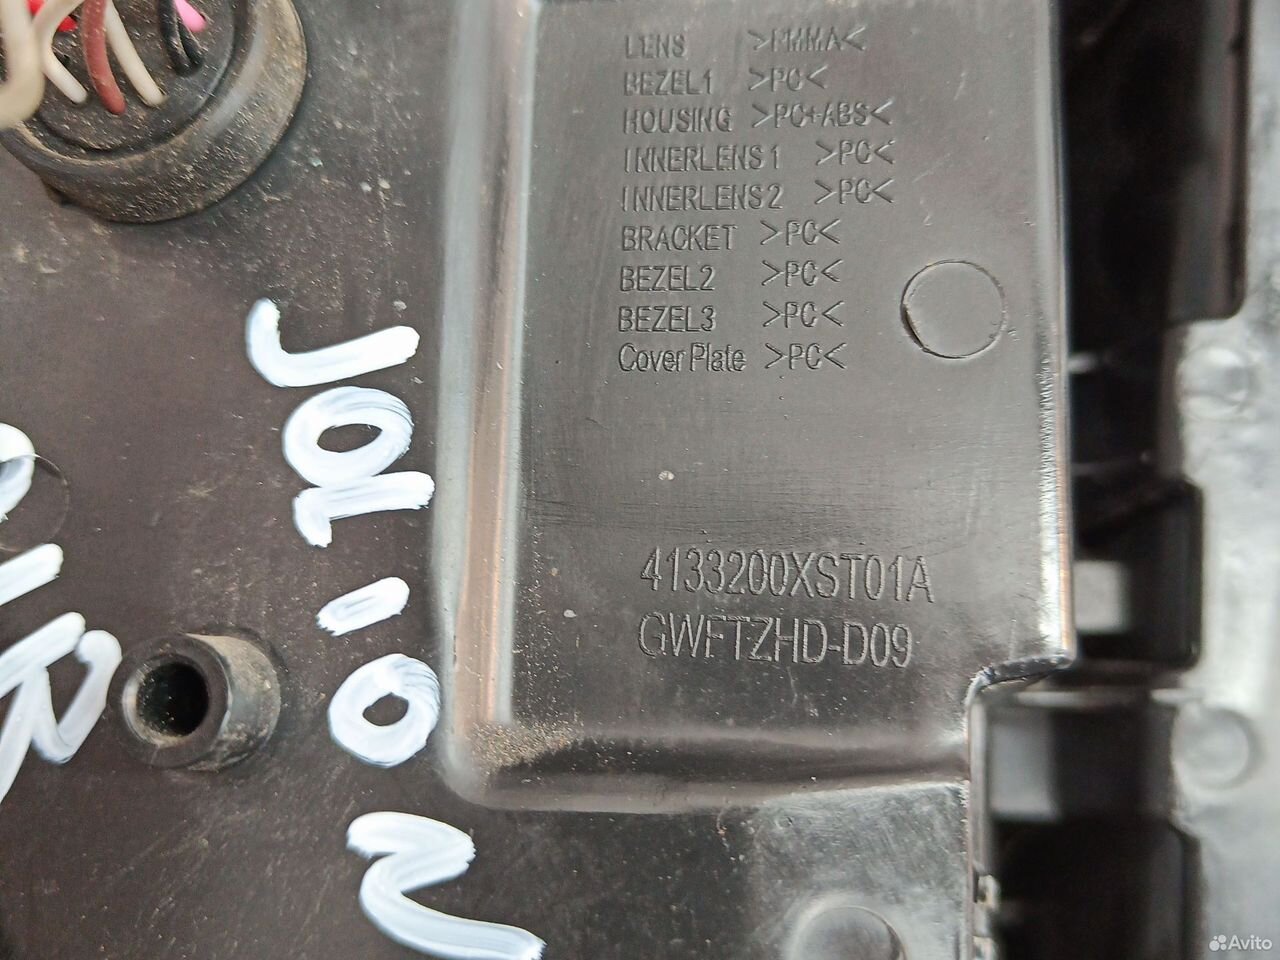 LENS >PMMA<
BEZEL1 >PC<
HOUSING >PC+ABS<
INNERLENS1 >PC<
INNERLENS2 >PC<
BRACKET >PC<
BEZEL2 >PC<
BEZEL3 >PC<
Cover Plate >PC<
4133200XST01A
GWFTZHD-D09
JOLION
Avito